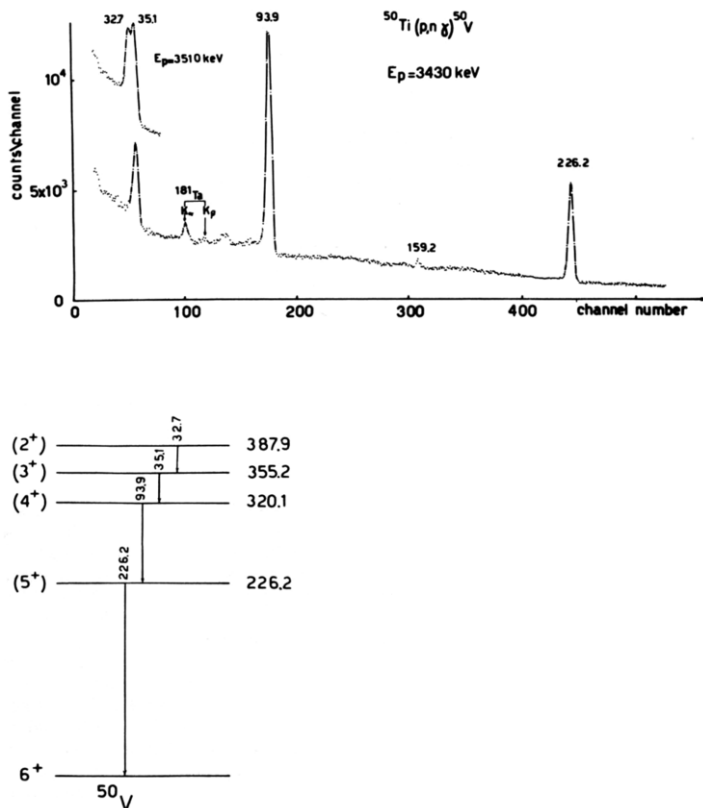 32.7 35.1
93.9
⁵⁰Ti (p,n ɣ) ⁵⁰V
Eₚ=3510 keV
Eₚ=3430 keV
10⁴
counts\channel
5x10³
0
¹⁸¹Ta
Kα Kβ
159.2
226.2
0 100 200 300 400 channel number
(2⁺) 32.7 387.9
(3⁺) 35.1 355.2
(4⁺) 93.9 320.1
(5⁺) 226.2 226.2
6⁺
⁵⁰V